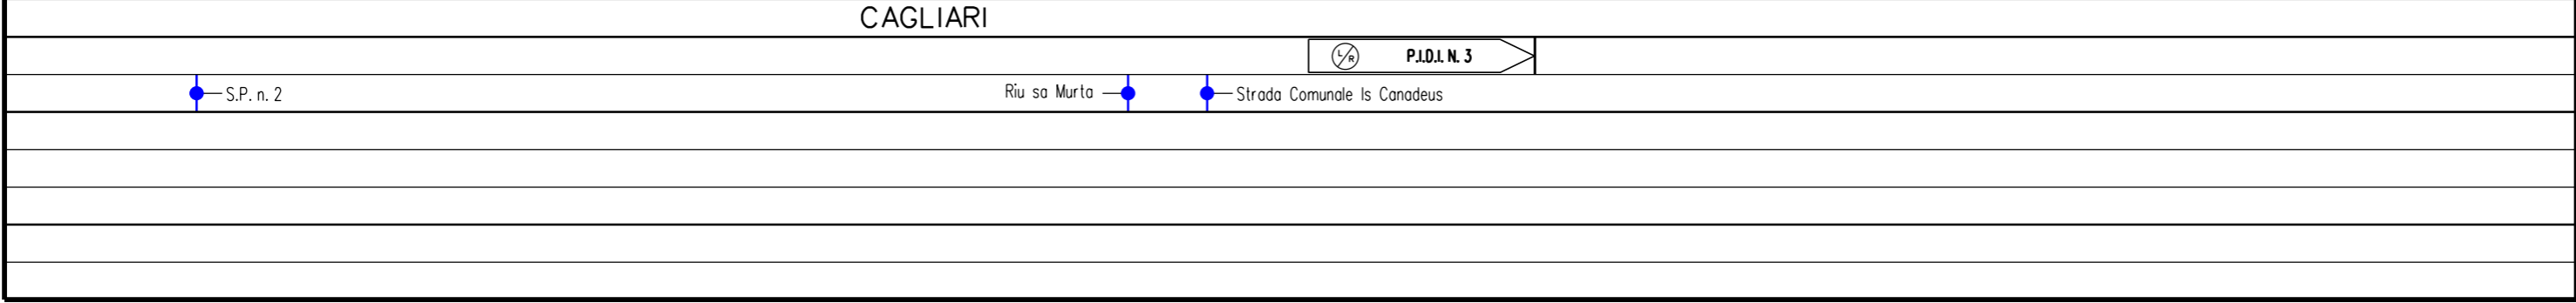 CAGLIARI
L/R P.I.D.I. N. 3
S.P. n. 2 Riu sa Murta Strada Comunale Is Canadeus